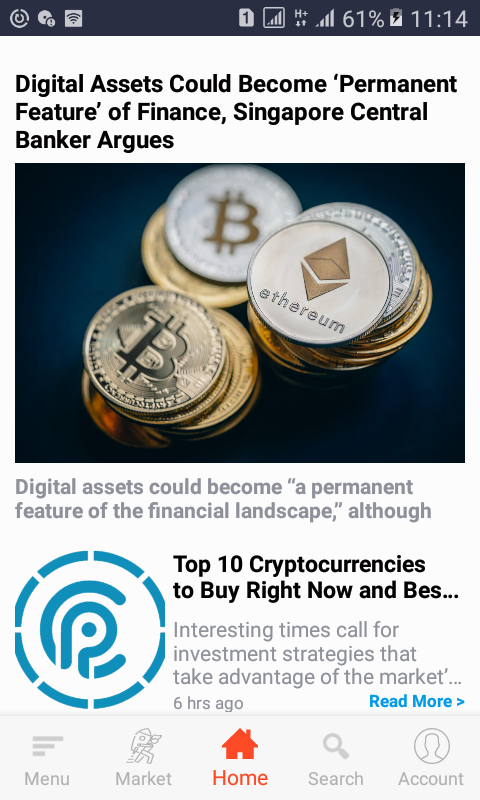 1 H+ 61% 11:14
Digital Assets Could Become ‘Permanent
Feature’ of Finance, Singapore Central
Banker Argues
ethereum
Digital assets could become “a permanent
feature of the financial landscape,” although
Top 10 Cryptocurrencies
to Buy Right Now and Bes...
Interesting times call for
investment strategies that
take advantage of the market’...
6 hrs ago Read More >
Menu Market Home Search Account